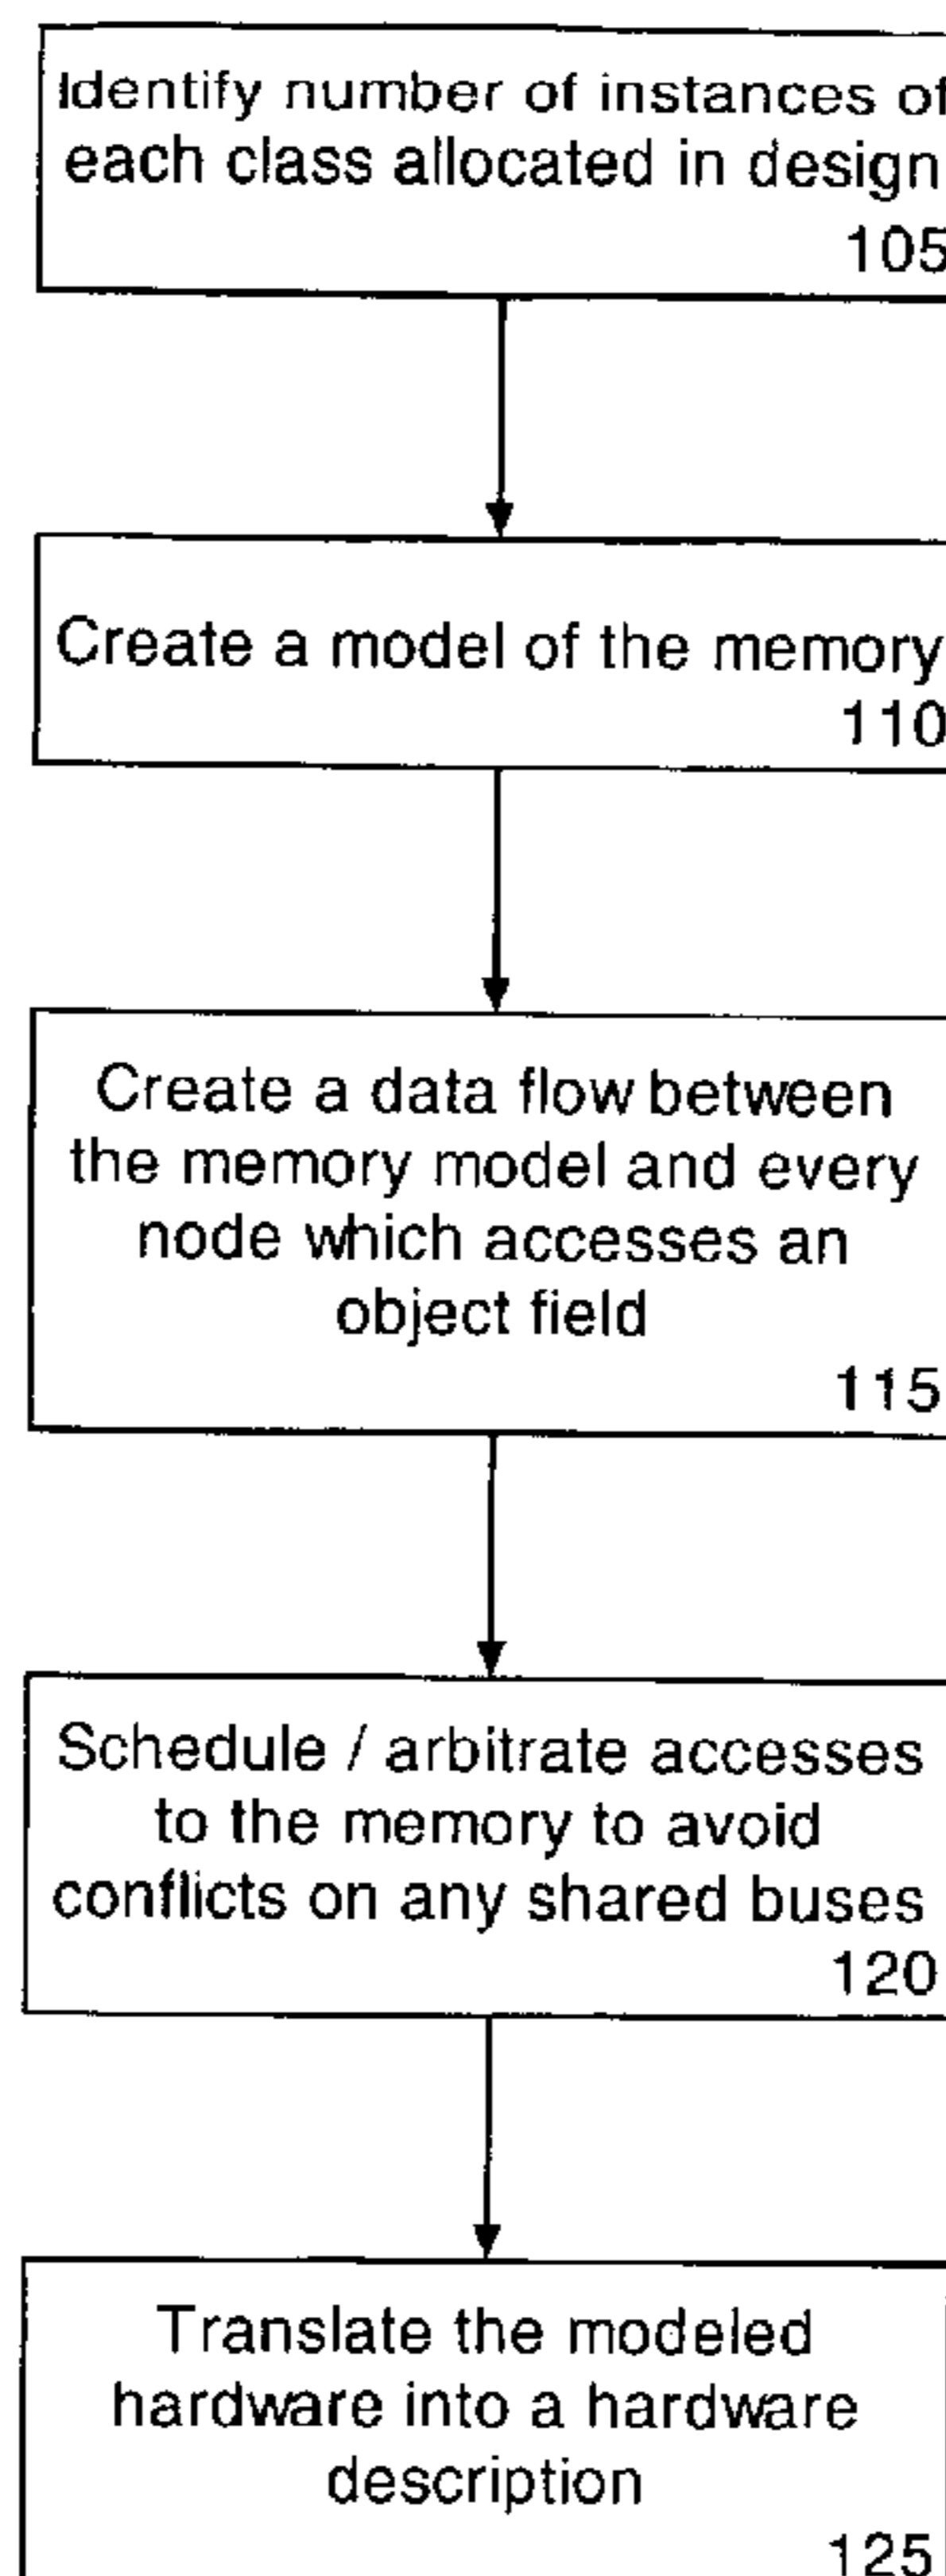 Identify number of instances of
each class allocated in design
105
Create a model of the memory
110
Create a data flow between
the memory model and every
node which accesses an
object field
115
Schedule / arbitrate accesses
to the memory to avoid
conflicts on any shared buses
120
Translate the modeled
hardware into a hardware
description
125